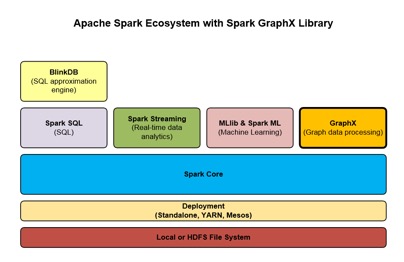 Apache Spark Ecosystem with Spark GraphX Library
BlinkDB
(SQL approximation
engine)
Spark SQL
(SQL)
Spark Streaming
(Real-time data
analytics)
MLlib & Spark ML
(Machine Learning)
GraphX
(Graph data processing)
Spark Core
Deployment
(Standalone, YARN, Mesos)
Local or HDFS File System